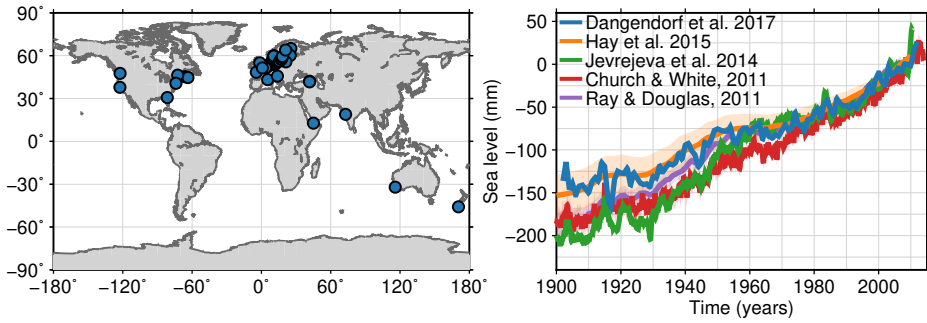 90˚
60˚
30˚
0˚
−30˚
−60˚
−90˚
−180˚ −120˚ −60˚ 0˚ 60˚ 120˚ 180˚
Sea level (mm)
50
0
−50
−100
−150
−200
Dangendorf et al. 2017
Hay et al. 2015
Jevrejeva et al. 2014
Church & White, 2011
Ray & Douglas, 2011
1900 1920 1940 1960 1980 2000
Time (years)